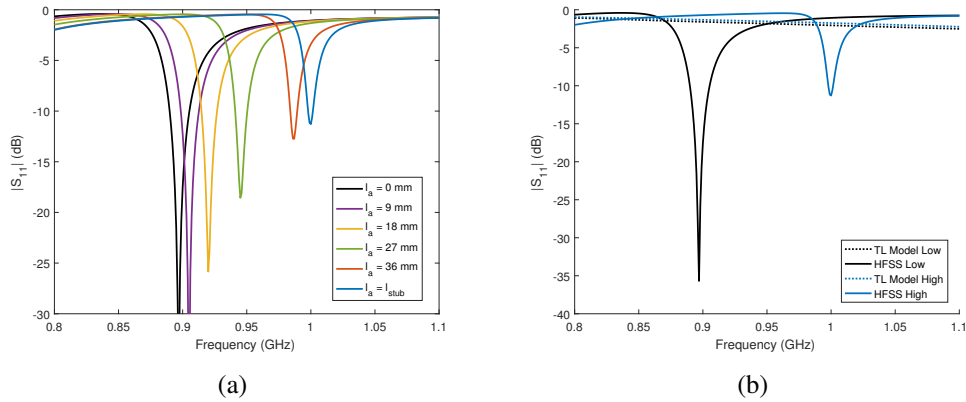 0
-5
-10
-15
-20
-25
-30
|S11| (dB)
0.8 0.85 0.9 0.95 1 1.05 1.1
Frequency (GHz)
la = 0 mm
la = 9 mm
la = 18 mm
la = 27 mm
la = 36 mm
la = lstub
(a)
0
-5
-10
-15
-20
-25
-30
-35
-40
|S11| (dB)
0.8 0.85 0.9 0.95 1 1.05 1.1
Frequency (GHz)
TL Model Low
HFSS Low
TL Model High
HFSS High
(b)